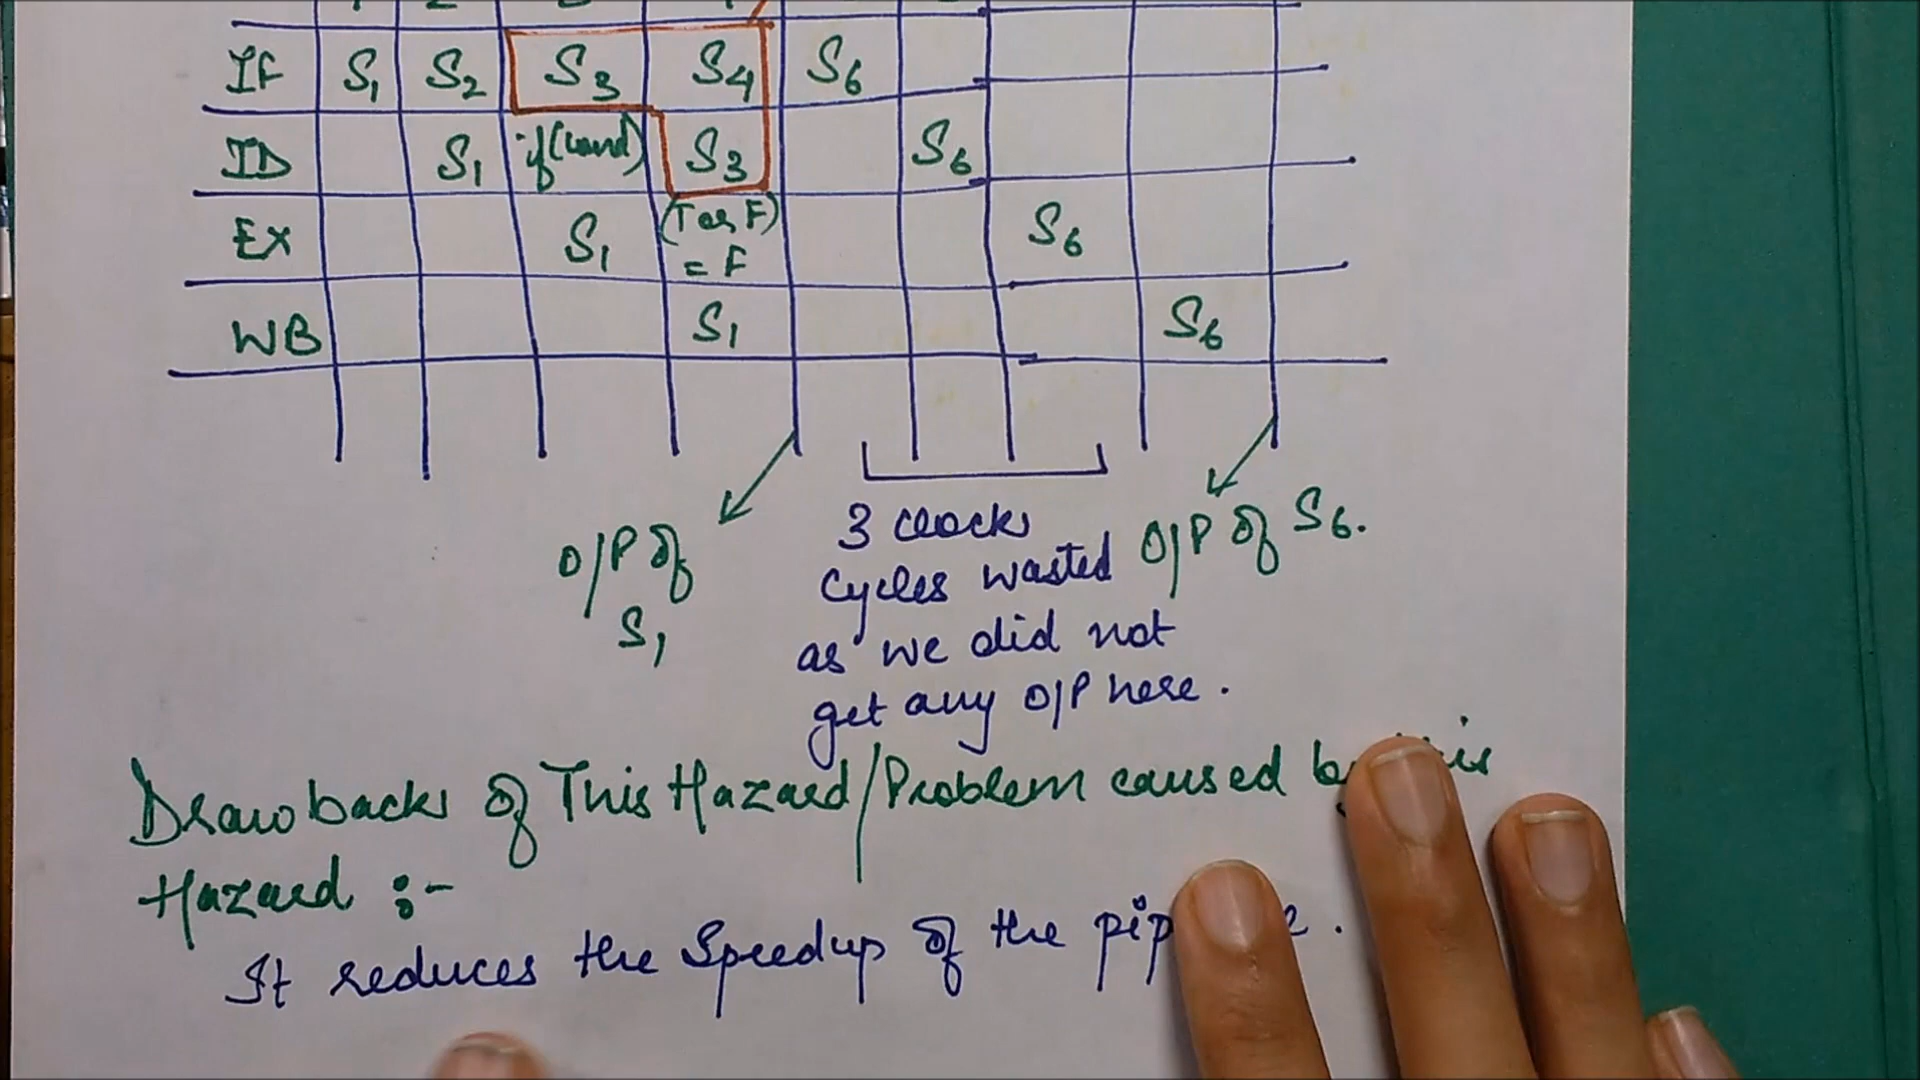 IF S1 S2 S3 S4 S6
ID S1 if(cond) S3 S6
EX S1 (T or F) = F S6
WB S1 S6
O/P of S1
3 clock cycles wasted as we did not get any O/P here.
O/P of S6.
Drawbacks of This Hazard/Problem caused by this
Hazard :-
It reduces the Speedup of the